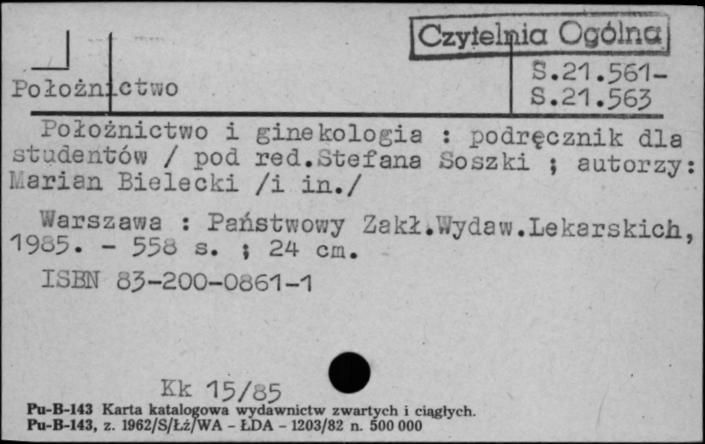 Czytelnia Ogólna
S.21.561-
Położnictwo
S.21.563
Położnictwo i ginekologia : podręcznik dla
studentów / pod red.Stefana Soszki ; autorzy:
Marian Bielecki /i in./
Warszawa : Państwowy Zakł.Wydaw.Lekarskich,
1985. - 558 s. ; 24 cm.
ISBN 83-200-0861-1
Kk 15/85
Pu-B-143 Karta katalogowa wydawnictw zwartych i ciągłych.
Pu-B-143, z. 1962/S/Łż/WA - ŁDA - 1203/82 n. 500 000